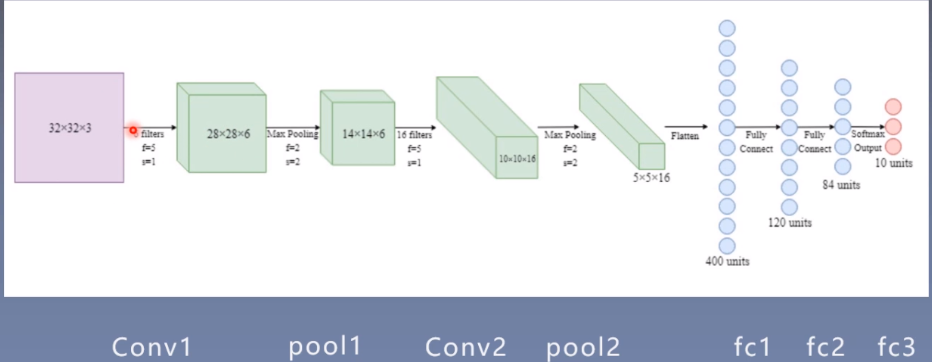 32×32×3
filters
f=5
s=1
28×28×6
Max Pooling
f=2
s=2
14×14×6
16 filters
f=5
s=1
10×10×16
Max Pooling
f=2
s=2
5×5×16
Flatten
400 units
Fully
Connect
120 units
Fully
Connect
84 units
Softmax
Output
10 units
Conv1 pool1 Conv2 pool2 fc1 fc2 fc3